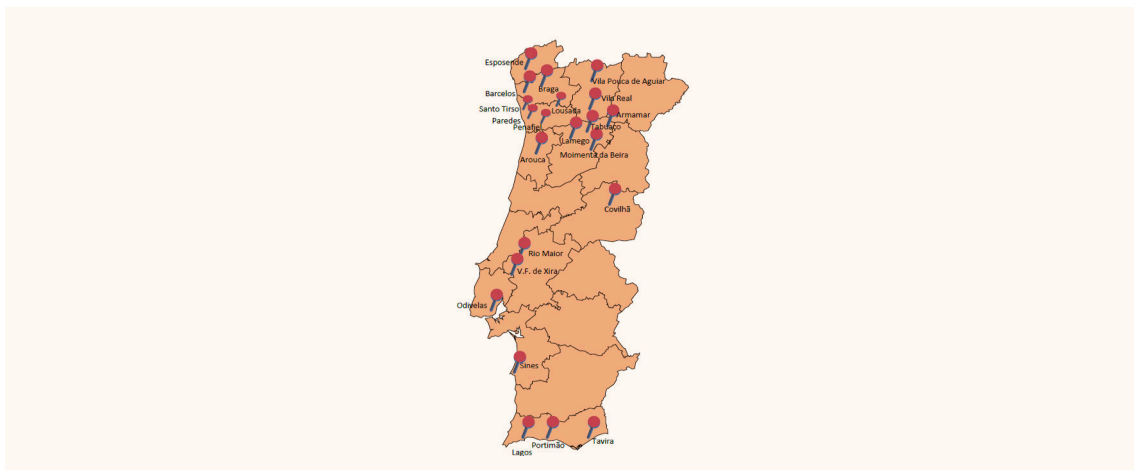 Esposende
Vila Pouca de Aguiar
Braga
Barcelos
Vila Real
Santo Tirso
Lousada
Armamar
Paredes
Penafie
Tabuaço
Lamego
Moimenta da Beira
Arouca
Covilhã
Rio Maior
V.F. de Xira
Odivelas
Sines
Tavira
Portimão
Lagos